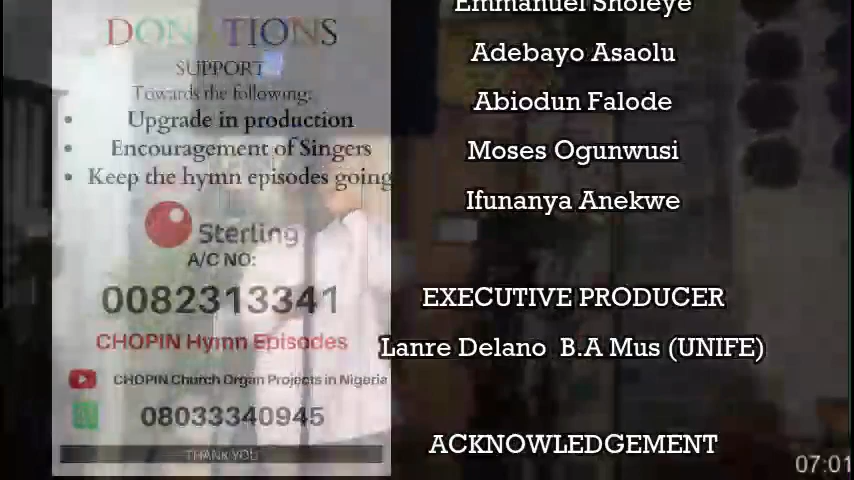 DONATIONS
SUPPORT
Towards the following:
• Upgrade in production
• Encouragement of Singers
• Keep the hymn episodes going
Sterling
A/C NO:
0082313341
CHOPIN Hymn Episodes
CHOPIN Church Organ Projects in Nigeria
08033340945
THANK YOU
Emmanuel Sholeye
Adebayo Asaolu
Abiodun Falode
Moses Ogunwusi
Ifunanya Anekwe
EXECUTIVE PRODUCER
Lanre Delano B.A Mus (UNIFE)
ACKNOWLEDGEMENT
07:01